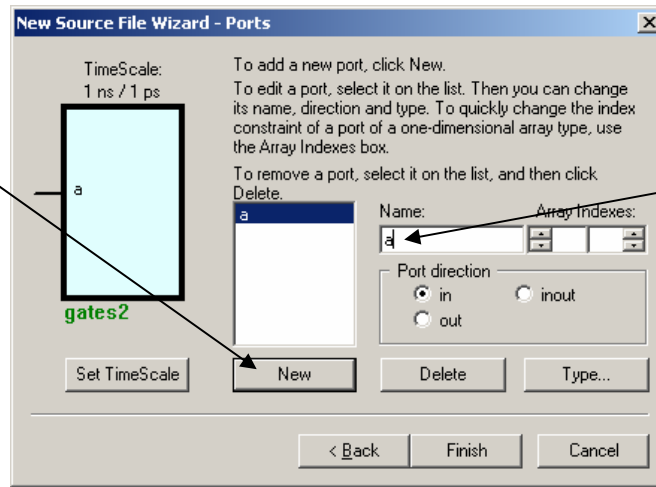 New Source File Wizard - Ports
TimeScale:
1 ns / 1 ps
a
gates2
Set TimeScale
To add a new port, click New.
To edit a port, select it on the list. Then you can change
its name, direction and type. To quickly change the index
constraint of a port of a one-dimensional array type, use
the Array Indexes box.
To remove a port, select it on the list, and then click
Delete.
a
Name:
Array Indexes:
a
Port direction
in
inout
out
New
Delete
Type...
< Back
Finish
Cancel